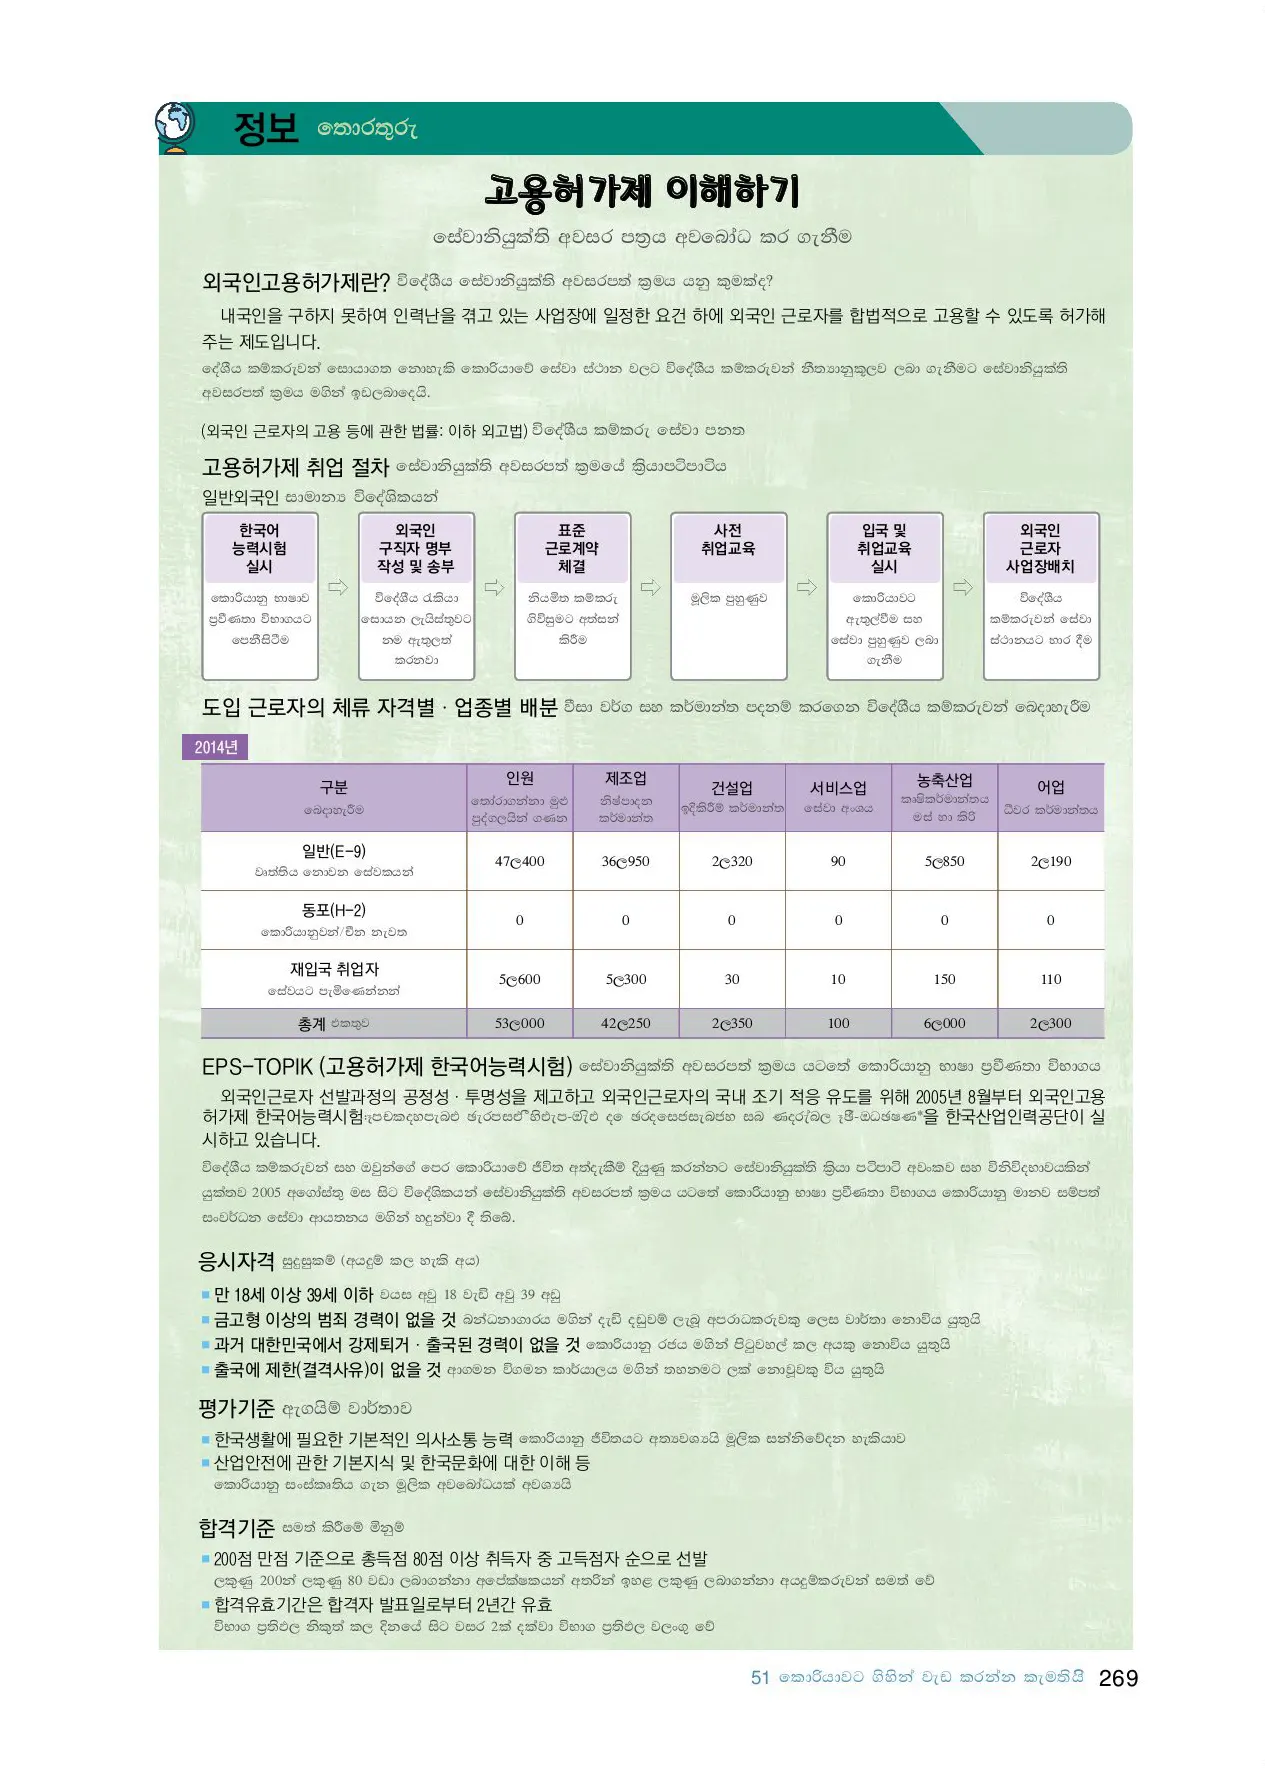 정보 තොරතුරු
고용허가제 이해하기
සේවානියුක්ති අවසර පත්‍රය අවබෝධ කර ගැනීම
외국인고용허가제란? විදේශීය සේවානියුක්ති අවසරපත් ක්‍රමය යනු කුමක්ද?
내국인을 구하지 못하여 인력난을 겪고 있는 사업장에 일정한 요건 하에 외국인 근로자를 합법적으로 고용할 수 있도록 허가해
주는 제도입니다.
දේශීය කම්කරුවන් සොයාගත නොහැකි කොරියාවේ සේවා ස්ථාන වලට විදේශීය කම්කරුවන් නීත්‍යානුකූලව ලබා ගැනීමට සේවානියුක්ති
අවසරපත් ක්‍රමය මගින් ඉඩලබාදෙයි.
(외국인 근로자의 고용 등에 관한 법률: 이하 외고법) විදේශීය කම්කරු සේවා පනත
고용허가제 취업 절차 සේවානියුක්ති අවසරපත් ක්‍රමයේ ක්‍රියාපටිපාටිය
일반외국인 සාමාන්‍ය විදේශිකයන්
한국어
능력시험
실시
කොරියානු භාෂාව
ප්‍රවීණතා විභාගයට
පෙනීසිටීම
외국인
구직자 명부
작성 및 송부
විදේශීය රැකියා
සොයන ලැයිස්තුවට
නම ඇතුලත්
කරනවා
표준
근로계약
체결
නියමිත කම්කරු
ගිවිසුමට අත්සන්
කිරීම
사전
취업교육
මූලික පුහුණුව
입국 및
취업교육
실시
කොරියාවට
ඇතුල්වීම සහ
සේවා පුහුණුව ලබා
ගැනීම
외국인
근로자
사업장배치
විදේශීය
කම්කරුවන් සේවා
ස්ථානයට භාර දීම
도입 근로자의 체류 자격별 · 업종별 배분 වීසා වර්ග සහ කර්මාන්ත පදනම් කරගෙන විදේශීය කම්කරුවන් බෙදාහැරීම
2014년
구분 인원 제조업 건설업 서비스업 농축산업 어업
බෙදාහැරීම තෝරාගන්නා මුළු පුද්ගලයින් ගණන නිෂ්පාදන කර්මාන්ත ඉදිකිරීම් කර්මාන්ත සේවා අංශය කෘෂිකර්මාන්තය මස් හා කිරි ධීවර කර්මාන්තය
일반(E-9) 47ල400 36ල950 2ල320 90 5ල850 2ල190
වෘත්තිය නොවන සේවකයන්
동포(H-2) 0 0 0 0 0 0
කොරියානුවන්/චීන නැවත
재입국 취업자 5ල600 5ල300 30 10 150 110
සේවයට පැමිණෙන්නන්
총계 එකතුව 53ල000 42ල250 2ල350 100 6ල000 2ල300
EPS-TOPIK (고용허가제 한국어능력시험) සේවානියුක්ති අවසරපත් ක්‍රමය යටතේ කොරියානු භාෂා ප්‍රවීණතා විභාගය
외국인근로자 선발과정의 공정성 · 투명성을 제고하고 외국인근로자의 국내 조기 적응 유도를 위해 2005년 8월부터 외국인고용
허가제 한국어능력시험 을 한국산업인력공단이 실
시하고 있습니다.
විදේශීය කම්කරුවන් සහ ඔවුන්ගේ පෙර කොරියාවේ ජීවිත අත්දැකීම් දියුණු කරන්නට සේවානියුක්ති ක්‍රියා පටිපාටි අවංකව සහ විනිවිදභාවයකින්
යුක්තව 2005 අගෝස්තු මස සිට විදේශිකයන් සේවානියුක්ති අවසරපත් ක්‍රමය යටතේ කොරියානු භාෂා ප්‍රවීණතා විභාගය කොරියානු මානව සම්පත්
සංවර්ධන සේවා ආයතනය මගින් හඳුන්වා දී තිබේ.
응시자격 සුදුසුකම් (අයදුම් කල හැකි අය)
만 18세 이상 39세 이하 වයස අවු 18 වැඩි අවු 39 අඩු
금고형 이상의 범죄 경력이 없을 것 බන්ධනාගාරය මගින් දැඩි දඩුවම් ලැබූ අපරාධකරුවකු ලෙස වාර්තා නොවිය යුතුයි
과거 대한민국에서 강제퇴거 · 출국된 경력이 없을 것 කොරියානු රජය මගින් පිටුවහල් කල අයකු නොවිය යුතුයි
출국에 제한(결격사유)이 없을 것 ආගමන විගමන කාර්යාලය මගින් තහනමට ලක් නොවූවකු විය යුතුයි
평가기준 ඇගයිම් වාර්තාව
한국생활에 필요한 기본적인 의사소통 능력 කොරියානු ජීවිතයට අත්‍යවශ්‍යයි මූලික සන්නිවේදන හැකියාව
산업안전에 관한 기본지식 및 한국문화에 대한 이해 등
කොරියානු සංස්කෘතිය ගැන මූලික අවබෝධයක් අවශ්‍යයි
합격기준 සමත් කිරීමේ මිනුම්
200점 만점 기준으로 총득점 80점 이상 취득자 중 고득점자 순으로 선발
ලකුණු 200න් ලකුණු 80 වඩා ලබාගන්නා අපේක්ෂකයන් අතරින් ඉහළ ලකුණු ලබාගන්නා අයදුම්කරුවන් සමත් වේ
합격유효기간은 합격자 발표일로부터 2년간 유효
විභාග ප්‍රතිඵල නිකුත් කල දිනයේ සිට වසර 2ක් දක්වා විභාග ප්‍රතිඵල වලංගු වේ
51 කොරියාවට ගිහින් වැඩ කරන්න කැමතියි 269